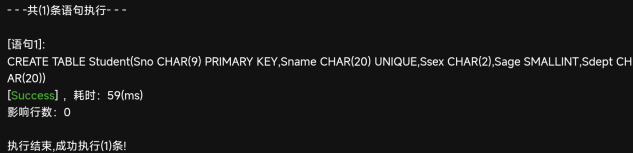 - - -共(1)条语句执行- - -
[语句1]:
CREATE TABLE Student(Sno CHAR(9) PRIMARY KEY,Sname CHAR(20) UNIQUE,Ssex CHAR(2),Sage SMALLINT,Sdept CH
AR(20))
[Success] ，耗时：59(ms)
影响行数：0
执行结束,成功执行(1)条!